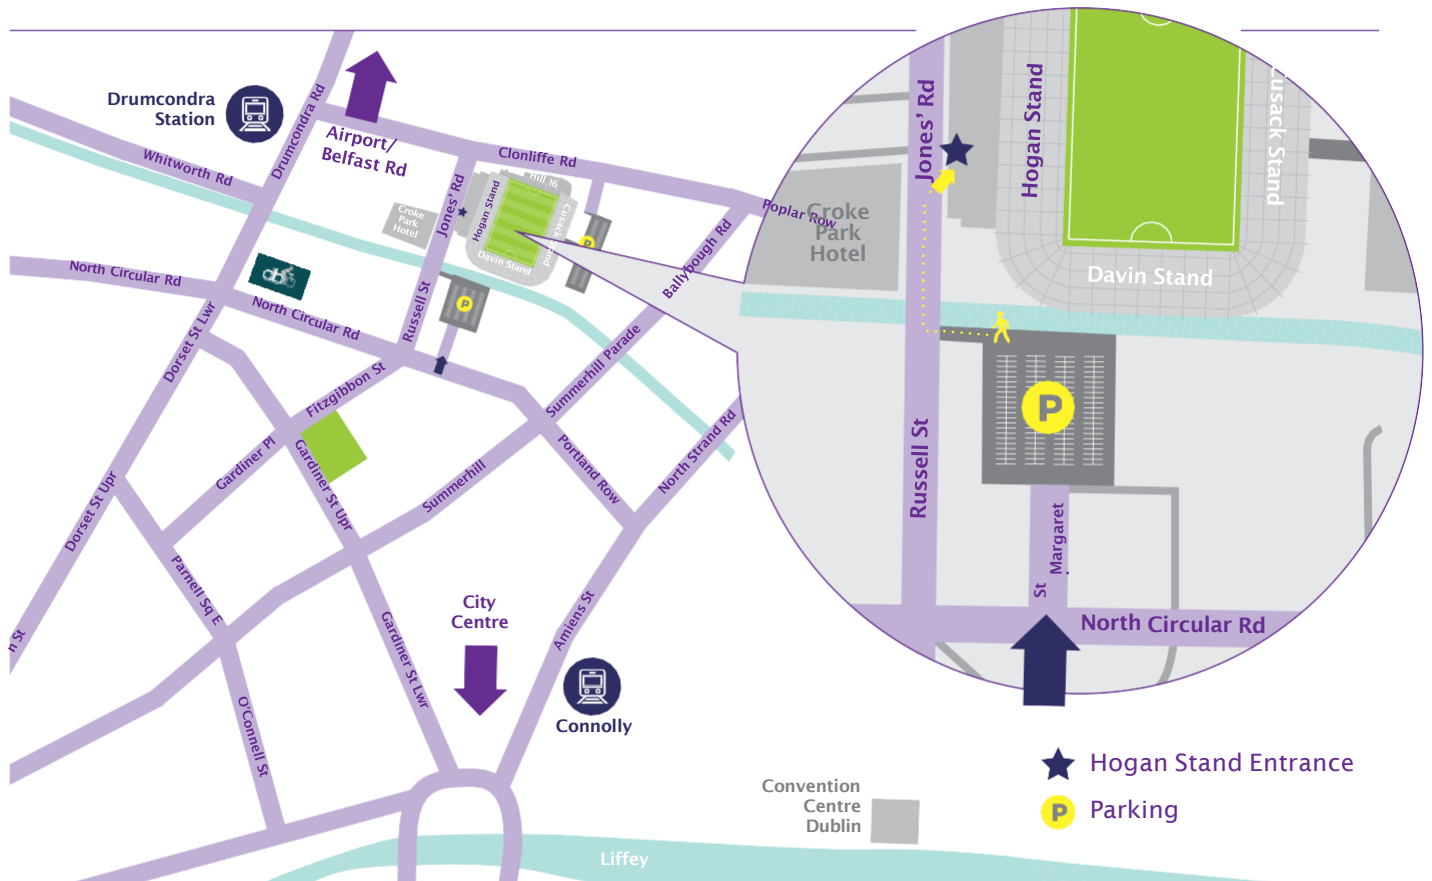 Drumcondra
Station
Drumcondra Rd
Airport/
Belfast Rd
Whitworth Rd
Clonliffe Rd
Jones' Rd
Hill 16
Hogan Stand
Cusack Stand
Davin Stand
Croke
Park
Hotel
P
Poplar Row
Ballybough Rd
North Circular Rd
North Circular Rd
Russell St
P
Dorset St Lwr
Fitzgibbon St
Summerhill Parade
Gardiner Pl
Gardiner St Upr
Summerhill
Portland Row
North Strand Rd
Dorset St Upr
Parnell Sq E
n St
City
Centre
Amiens St
Gardiner St Lwr
O'Connell St
Connolly
Convention
Centre
Dublin
Liffey
Jones' Rd
Hogan Stand
Cusack Stand
Davin Stand
Croke
Park
Hotel
P
Russell St
Margaret
St
North Circular Rd
Hogan Stand Entrance
P
Parking